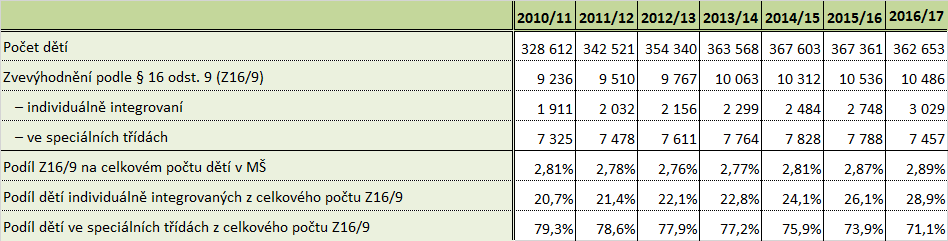 2010/11 2011/12 2012/13 2013/14 2014/15 2015/16 2016/17
Počet dětí 328 612 342 521 354 340 363 568 367 603 367 361 362 653
Zvevýhodnění podle § 16 odst. 9 (Z16/9) 9 236 9 510 9 767 10 063 10 312 10 536 10 486
– individuálně integrovaní 1 911 2 032 2 156 2 299 2 484 2 748 3 029
– ve speciálních třídách 7 325 7 478 7 611 7 764 7 828 7 788 7 457
Podíl Z16/9 na celkovém počtu dětí v MŠ 2,81% 2,78% 2,76% 2,77% 2,81% 2,87% 2,89%
Podíl dětí individuálně integrovaných z celkového počtu Z16/9 20,7% 21,4% 22,1% 22,8% 24,1% 26,1% 28,9%
Podíl dětí ve speciálních třídách z celkového počtu Z16/9 79,3% 78,6% 77,9% 77,2% 75,9% 73,9% 71,1%